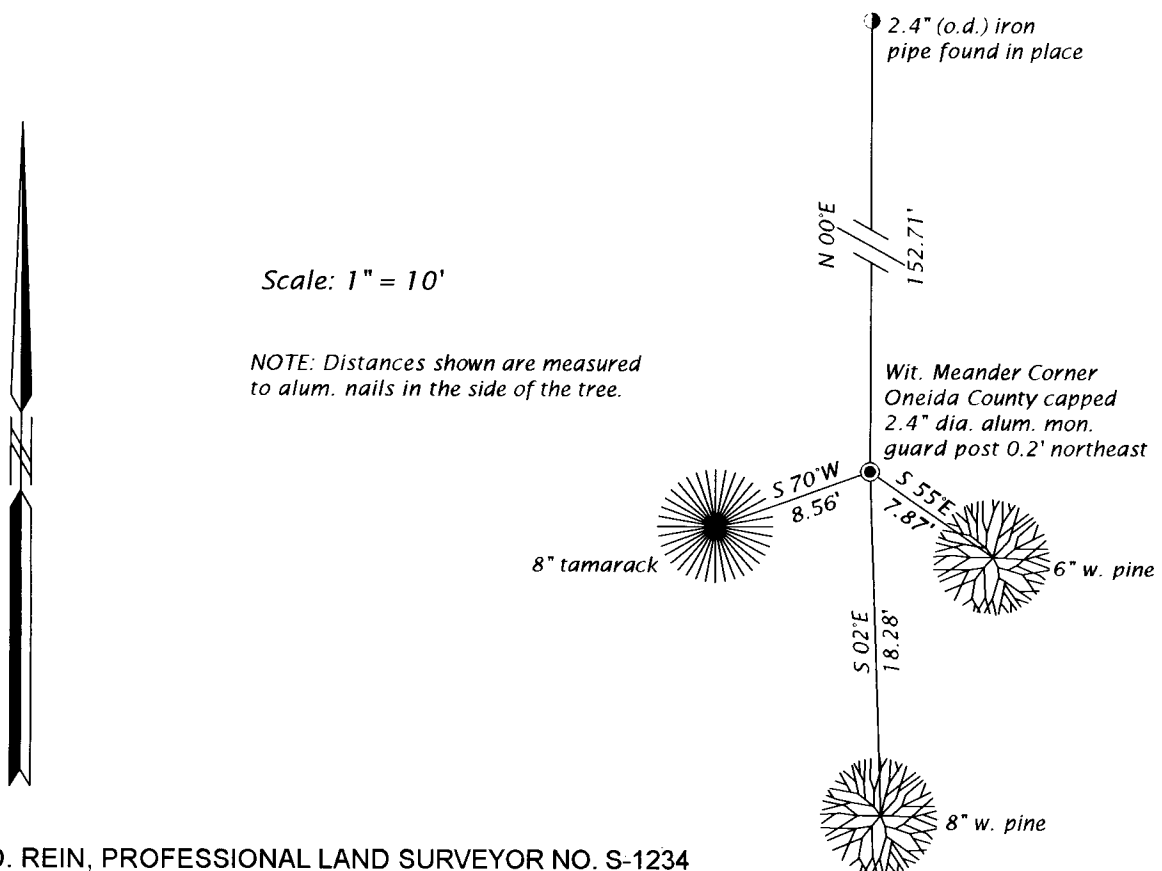 2.4" (o.d.) iron
pipe found in place
N 00°E
152.71'
Scale: 1" = 10'
NOTE: Distances shown are measured
to alum. nails in the side of the tree.
Wit. Meander Corner
Oneida County capped
2.4" dia. alum. mon.
guard post 0.2' northeast
S 70°W
8.56'
S 55°E
7.87'
8" tamarack
6" w. pine
S 02°E
18.28'
8" w. pine
. REIN, PROFESSIONAL LAND SURVEYOR NO. S-1234